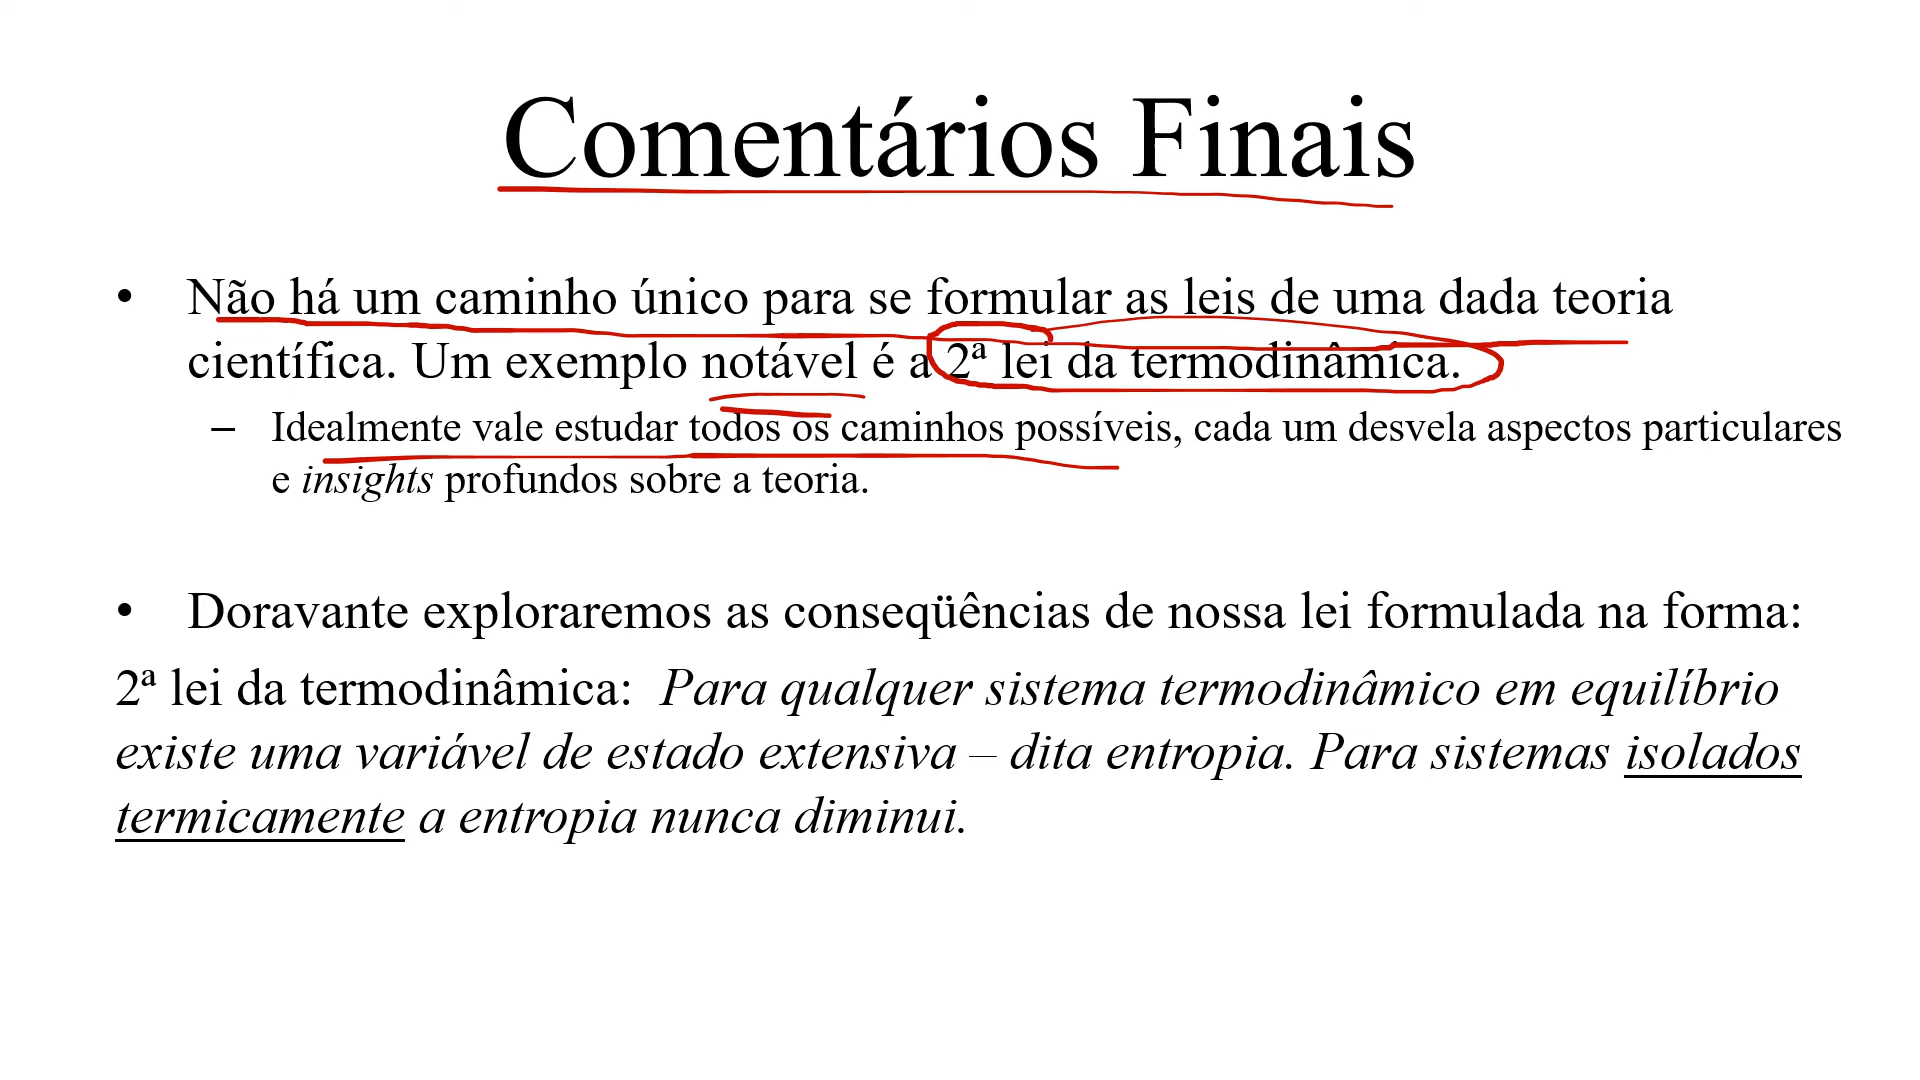 Comentários Finais
• Não há um caminho único para se formular as leis de uma dada teoria
científica. Um exemplo notável é a 2ª lei da termodinâmica.
– Idealmente vale estudar todos os caminhos possíveis, cada um desvela aspectos particulares
e insights profundos sobre a teoria.
• Doravante exploraremos as conseqüências de nossa lei formulada na forma:
2ª lei da termodinâmica: Para qualquer sistema termodinâmico em equilíbrio
existe uma variável de estado extensiva – dita entropia. Para sistemas isolados
termicamente a entropia nunca diminui.